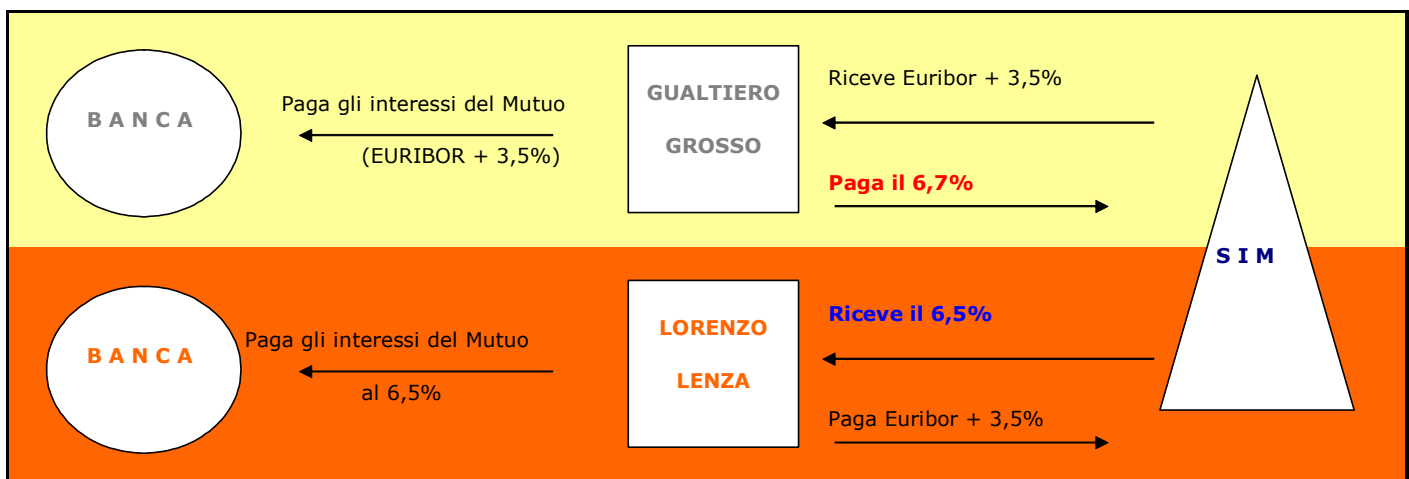 B A N C A
Paga gli interessi del Mutuo
(EURIBOR + 3,5%)
GUALTIERO
GROSSO
Riceve Euribor + 3,5%
Paga il 6,7%
S I M
B A N C A
Paga gli interessi del Mutuo
al 6,5%
LORENZO
LENZA
Riceve il 6,5%
Paga Euribor + 3,5%